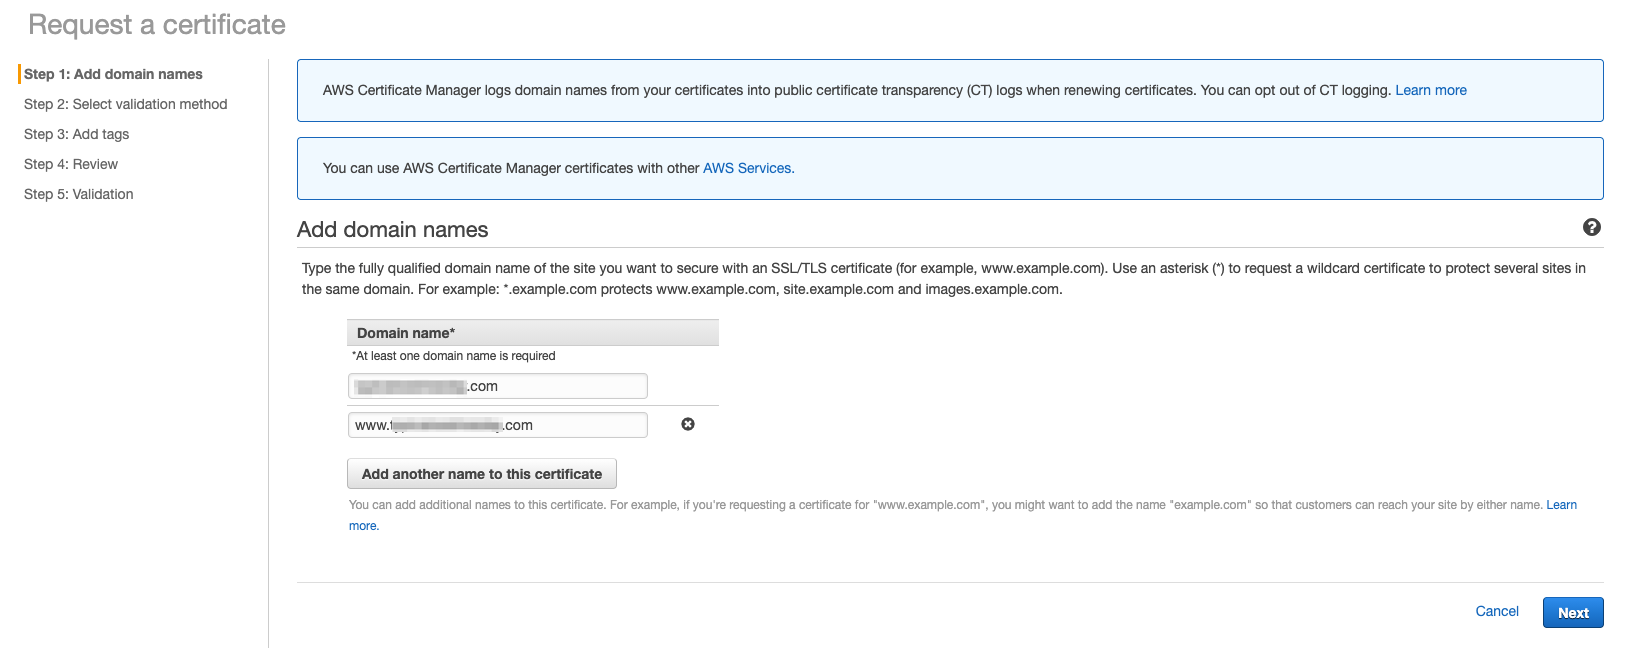 Request a certificate
Step 1: Add domain names
Step 2: Select validation method
Step 3: Add tags
Step 4: Review
Step 5: Validation
AWS Certificate Manager logs domain names from your certificates into public certificate transparency (CT) logs when renewing certificates. You can opt out of CT logging. Learn more
You can use AWS Certificate Manager certificates with other AWS Services.
Add domain names
Type the fully qualified domain name of the site you want to secure with an SSL/TLS certificate (for example, www.example.com). Use an asterisk (*) to request a wildcard certificate to protect several sites in
the same domain. For example: *.example.com protects www.example.com, site.example.com and images.example.com.
Domain name*
*At least one domain name is required
.com
www. .com
Add another name to this certificate
You can add additional names to this certificate. For example, if you're requesting a certificate for "www.example.com", you might want to add the name "example.com" so that customers can reach your site by either name. Learn
more.
Cancel
Next